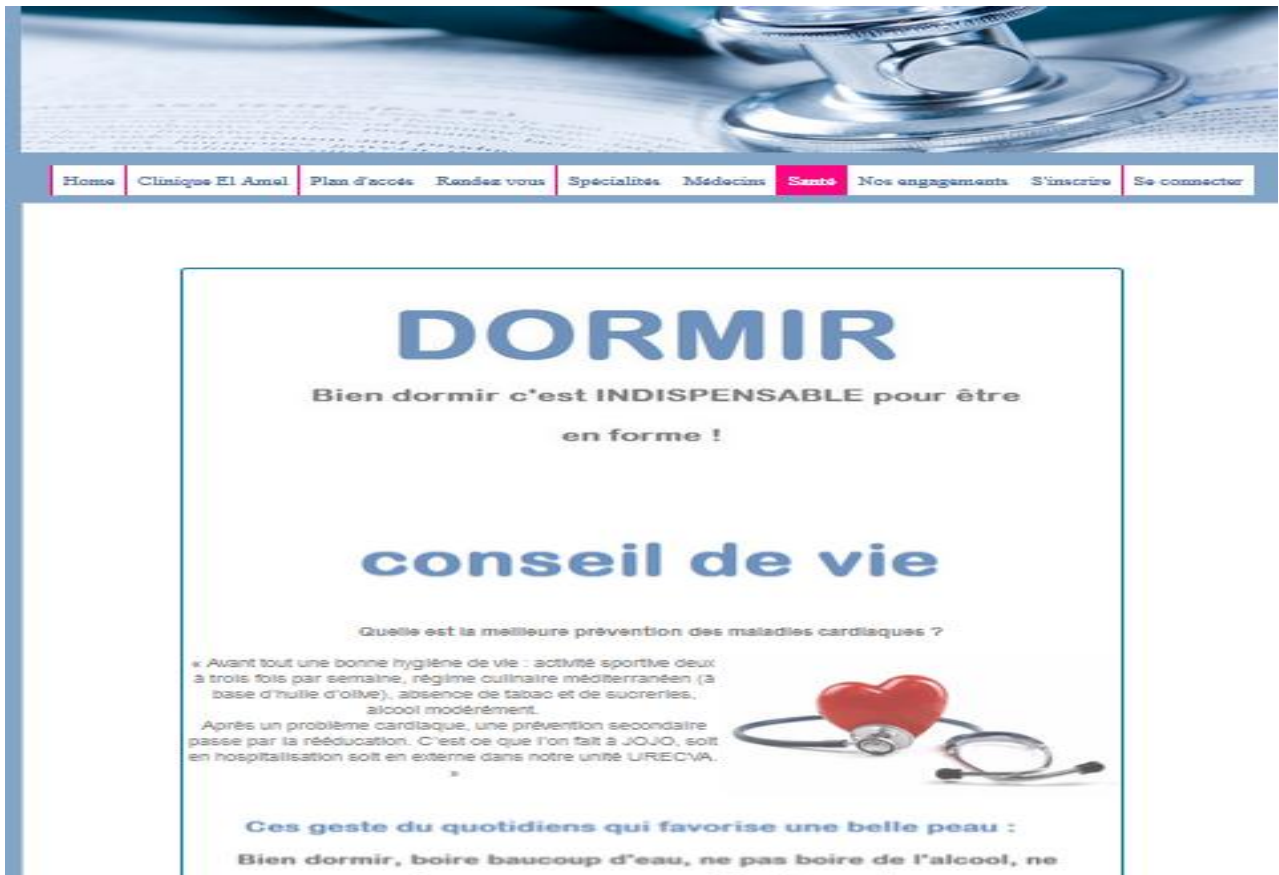 Home Clinique El Amel Plan d'accés Rendez vous Spécialités Médecins Santé Nos engagements S'inscrire Se connecter
DORMIR
Bien dormir c'est INDISPENSABLE pour être
en forme !
conseil de vie
Quelle est la meilleure prévention des maladies cardiaques ?
« Avant tout une bonne hygiène de vie : activité sportive deux
à trois fois par semaine, régime culinaire méditerranéen (à
base d'huile d'olive), absence de tabac et de sucreries,
alcool modérément.
Après un problème cardiaque, une prévention secondaire
passe par la rééducation. C'est ce que l'on fait à JOJO, soit
en hospitalisation soit en externe dans notre unité URECVA.
»
Ces geste du quotidiens qui favorise une belle peau :
Bien dormir, boire baucoup d'eau, ne pas boire de l'alcool, ne